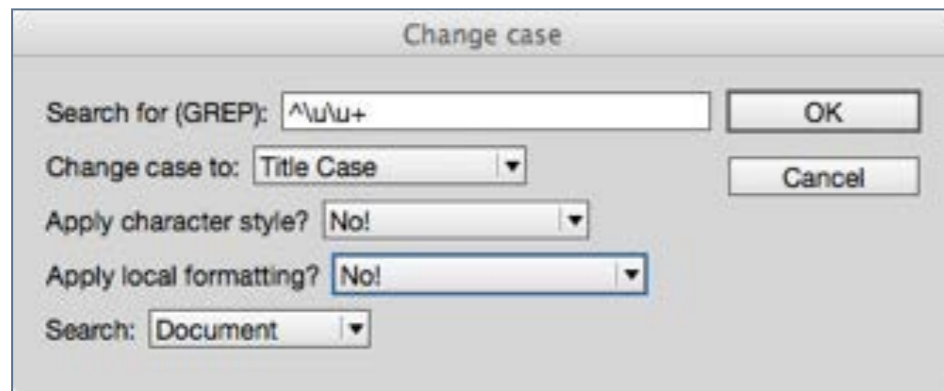 Change case
Search for (GREP): ^\u\u+ OK
Change case to: Title Case Cancel
Apply character style? No!
Apply local formatting? No!
Search: Document